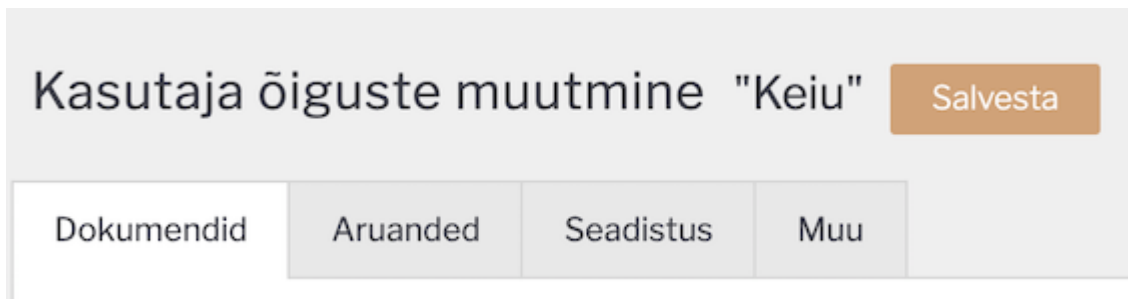 Kasutaja õiguste muutmine "Keiu" Salvesta
Dokumendid Aruanded Seadistus Muu